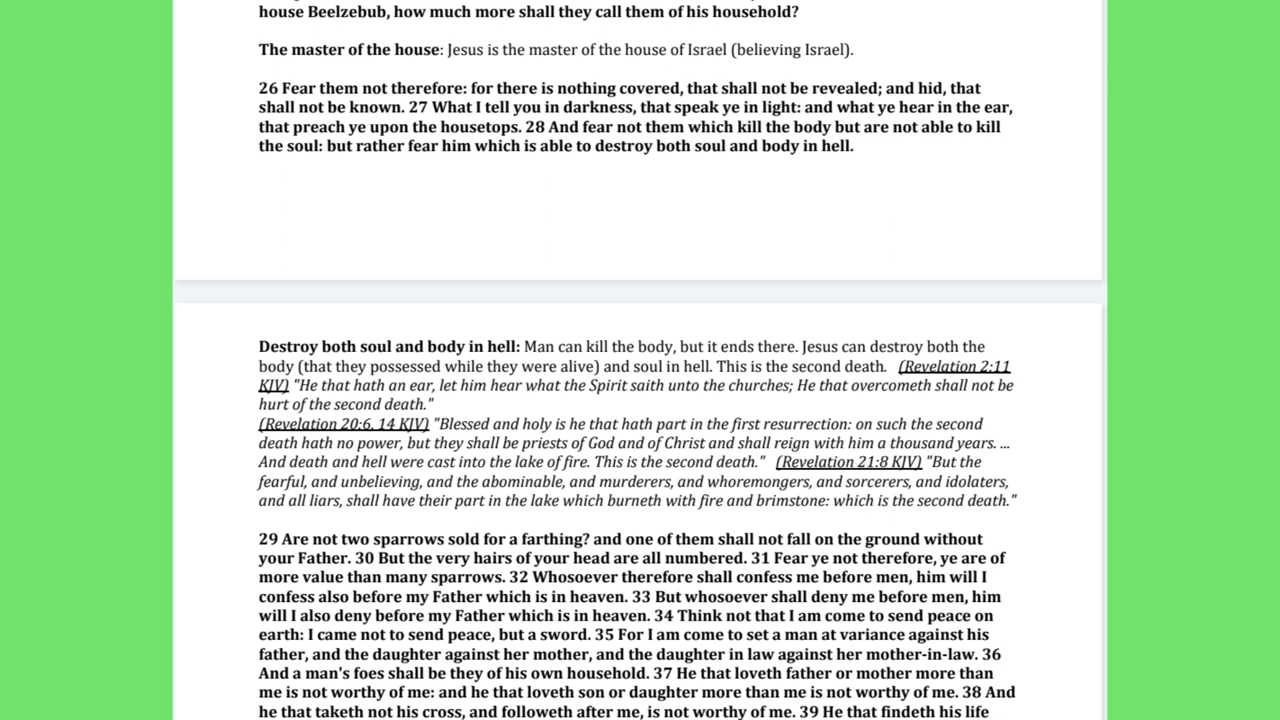 house Beelzebub, how much more shall they call them of his household?
The master of the house: Jesus is the master of the house of Israel (believing Israel).
26 Fear them not therefore: for there is nothing covered, that shall not be revealed; and hid, that
shall not be known. 27 What I tell you in darkness, that speak ye in light: and what ye hear in the ear,
that preach ye upon the housetops. 28 And fear not them which kill the body but are not able to kill
the soul: but rather fear him which is able to destroy both soul and body in hell.
Destroy both soul and body in hell: Man can kill the body, but it ends there. Jesus can destroy both the
body (that they possessed while they were alive) and soul in hell. This is the second death. (Revelation 2:11
KJV) "He that hath an ear, let him hear what the Spirit saith unto the churches; He that overcometh shall not be
hurt of the second death."
(Revelation 20:6, 14 KJV) "Blessed and holy is he that hath part in the first resurrection: on such the second
death hath no power, but they shall be priests of God and of Christ and shall reign with him a thousand years. ...
And death and hell were cast into the lake of fire. This is the second death." (Revelation 21:8 KJV) "But the
fearful, and unbelieving, and the abominable, and murderers, and whoremongers, and sorcerers, and idolaters,
and all liars, shall have their part in the lake which burneth with fire and brimstone: which is the second death."
29 Are not two sparrows sold for a farthing? and one of them shall not fall on the ground without
your Father. 30 But the very hairs of your head are all numbered. 31 Fear ye not therefore, ye are of
more value than many sparrows. 32 Whosoever therefore shall confess me before men, him will I
confess also before my Father which is in heaven. 33 But whosoever shall deny me before men, him
will I also deny before my Father which is in heaven. 34 Think not that I am come to send peace on
earth: I came not to send peace, but a sword. 35 For I am come to set a man at variance against his
father, and the daughter against her mother, and the daughter in law against her mother-in-law. 36
And a man's foes shall be they of his own household. 37 He that loveth father or mother more than
me is not worthy of me: and he that loveth son or daughter more than me is not worthy of me. 38 And
he that taketh not his cross, and followeth after me, is not worthy of me. 39 He that findeth his life